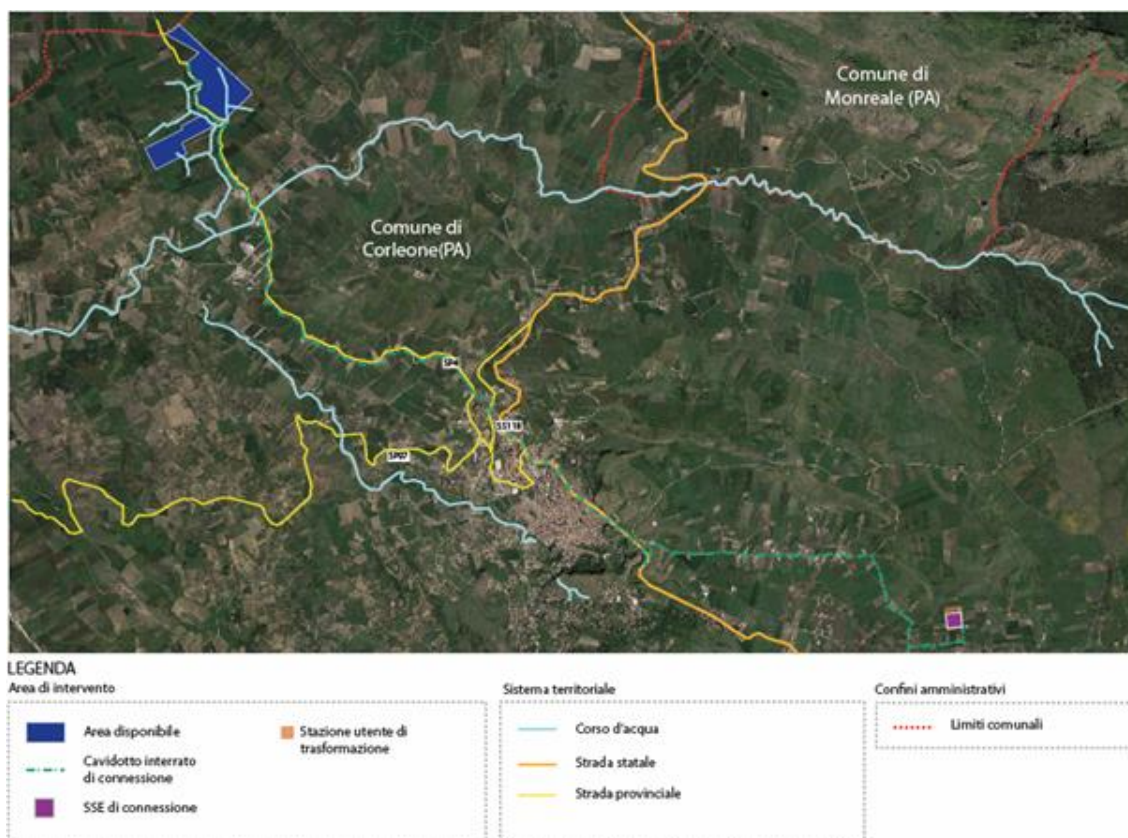 Comune di
Monreale (PA)
Comune di
Corleone(PA)
SP4
SS118
SP97
LEGENDA
Area di intervento
Area disponibile
Cavidotto interrato
di connessione
SSE di connessione
Stazione utente di
trasformazione
Sistema territoriale
Corso d'acqua
Strada statale
Strada provinciale
Confini amministrativi
Limiti comunali